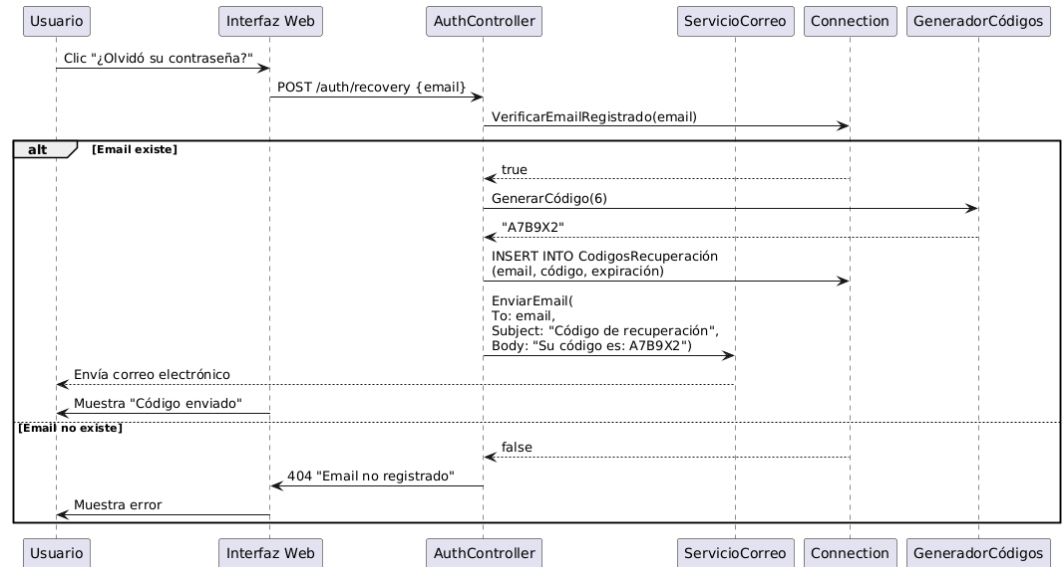 Usuario
Interfaz Web
AuthController
ServicioCorreo
Connection
GeneradorCódigos
Clic "¿Olvidó su contraseña?"
POST /auth/recovery {email}
VerificarEmailRegistrado(email)
alt
[Email existe]
true
GenerarCódigo(6)
"A7B9X2"
INSERT INTO CodigosRecuperación
(email, código, expiración)
EnviarEmail(
To: email,
Subject: "Código de recuperación",
Body: "Su código es: A7B9X2")
Envía correo electrónico
Muestra "Código enviado"
[Email no existe]
false
404 "Email no registrado"
Muestra error
Usuario
Interfaz Web
AuthController
ServicioCorreo
Connection
GeneradorCódigos